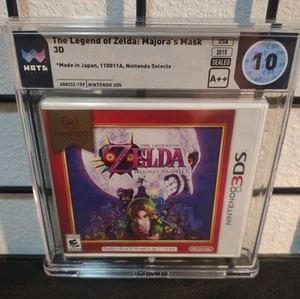 The Legend of Zelda: Majora's Mask
3D
*Made in Japan, 110011A, Nintendo Selects
NINTENDO 3DS
WATA
USA
2015
SEALED
A++
10
THE LEGEND OF
ZELDA
MAJORA'S MASK 3D
NINTENDO 3DS
Nintendo